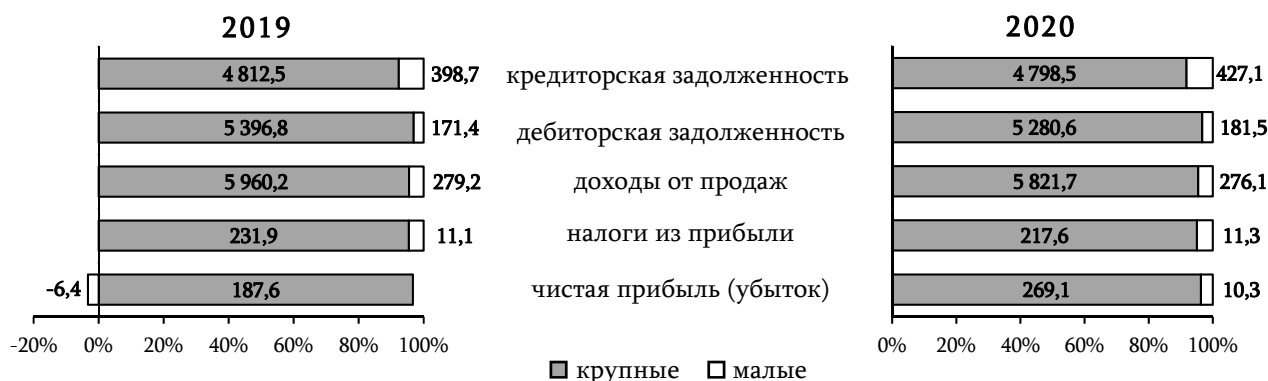 2019
2020
4 812,5 398,7 кредиторская задолженность 4 798,5 427,1
5 396,8 171,4 дебиторская задолженность 5 280,6 181,5
5 960,2 279,2 доходы от продаж 5 821,7 276,1
231,9 11,1 налоги из прибыли 217,6 11,3
-6,4 187,6 чистая прибыль (убыток) 269,1 10,3
-20% 0% 20% 40% 60% 80% 100% 0% 20% 40% 60% 80% 100%
крупные малые